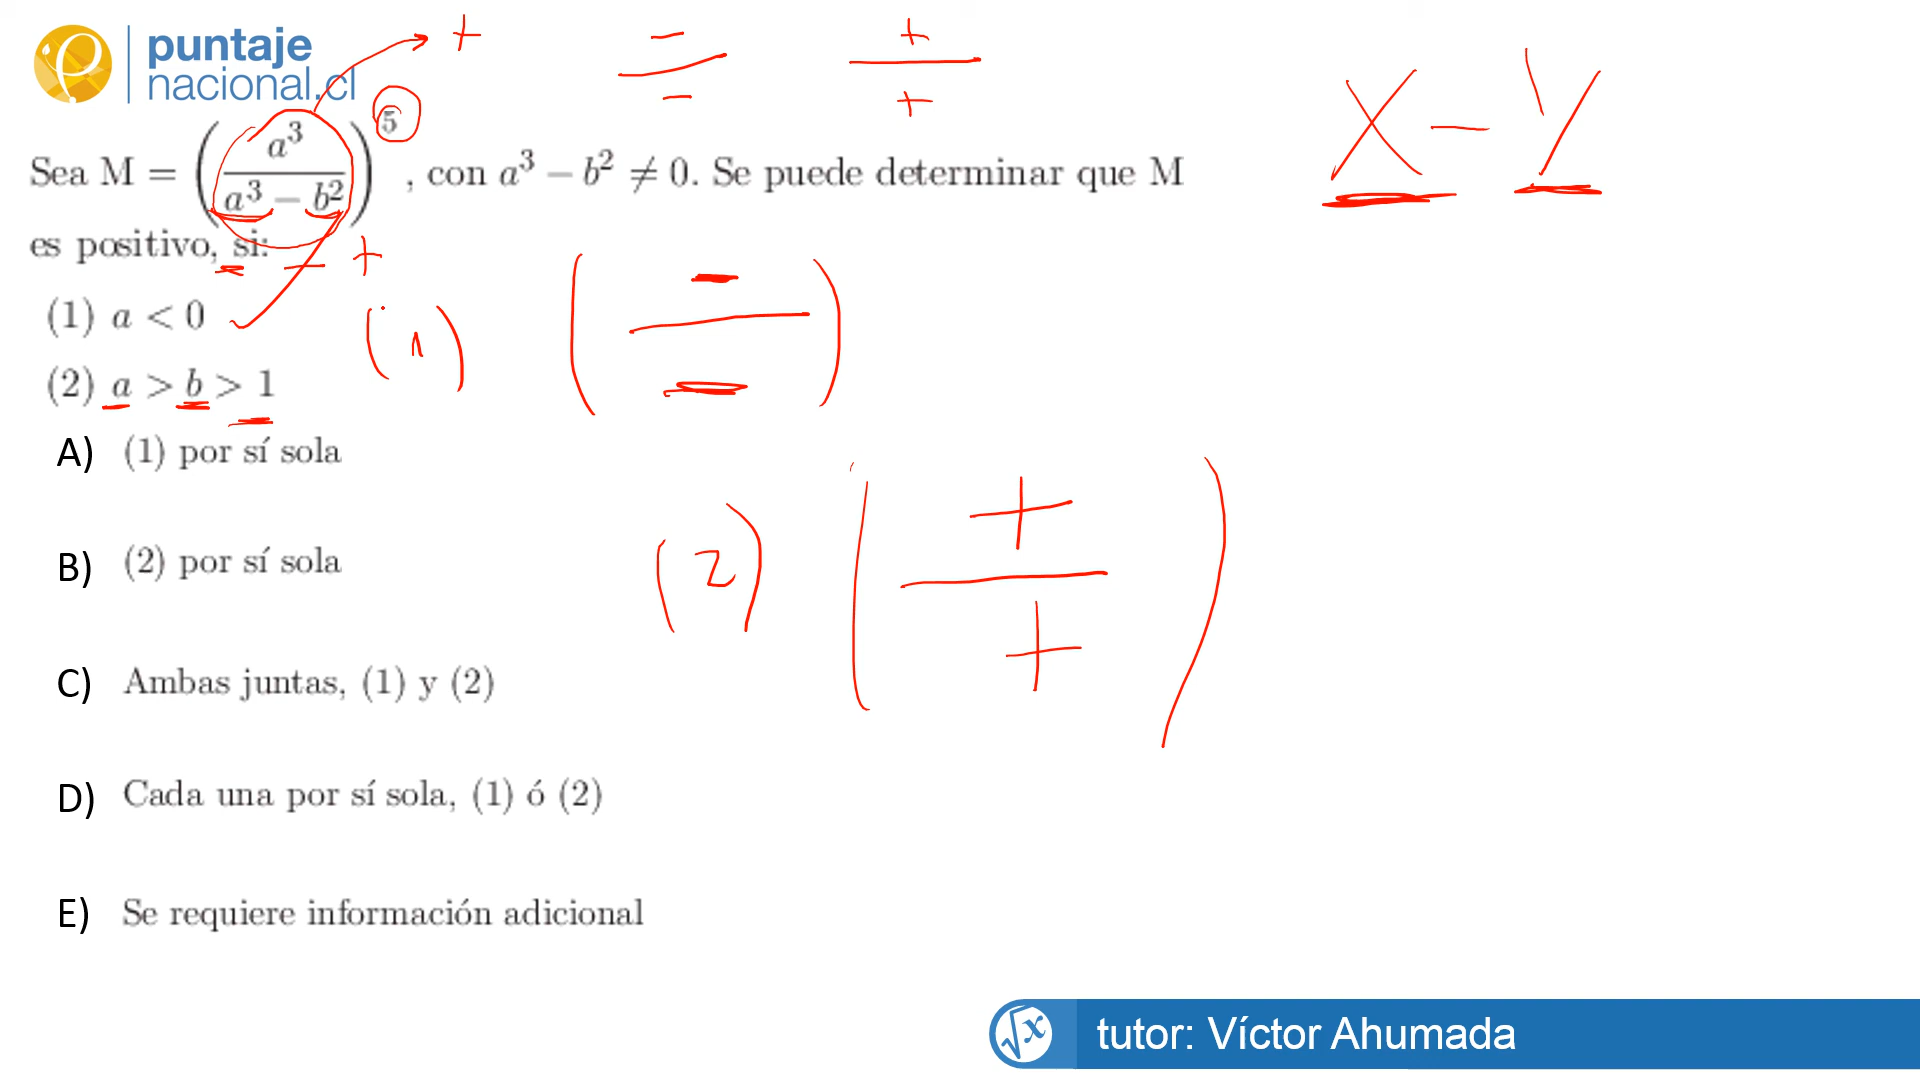 puntaje
nacional.cl
+
−
−
+
+
X − Y
Sea M = (a³ / (a³ − b²))⁵, con a³ − b² ≠ 0. Se puede determinar que M
es positivo, si:
− − +
(1) a < 0
(1) (− / −)
(2) a > b > 1
A) (1) por sí sola
(2) (+ / +)
B) (2) por sí sola
C) Ambas juntas, (1) y (2)
D) Cada una por sí sola, (1) ó (2)
E) Se requiere información adicional
√x tutor: Víctor Ahumada